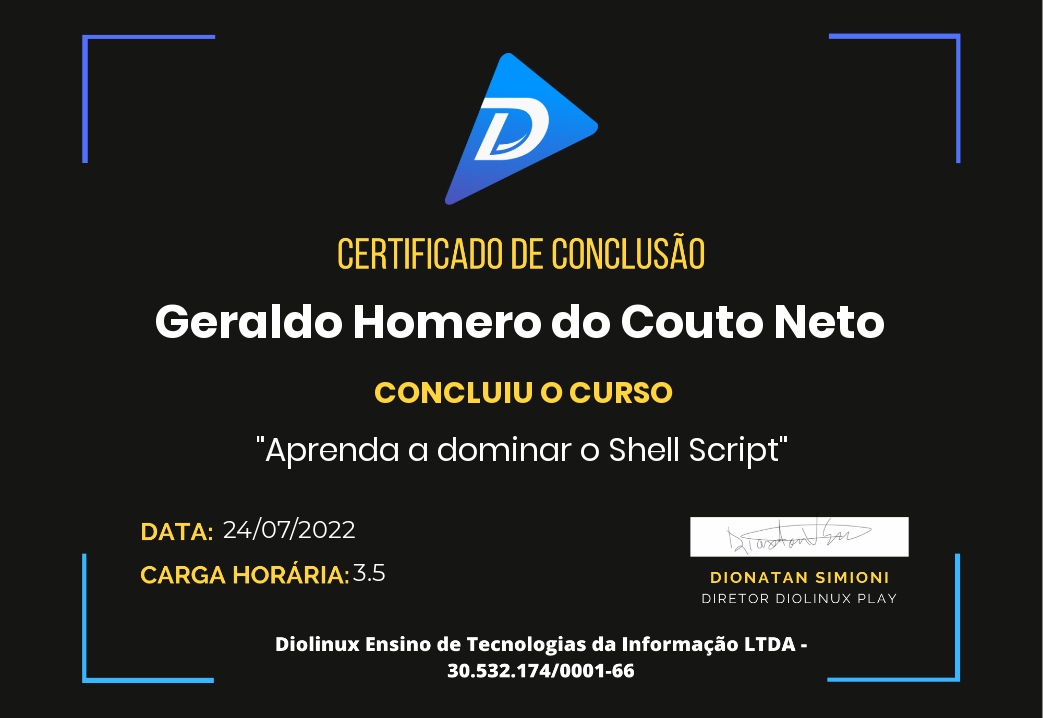 D
CERTIFICADO DE CONCLUSÃO
Geraldo Homero do Couto Neto
CONCLUIU O CURSO
"Aprenda a dominar o Shell Script"
DATA: 24/07/2022
CARGA HORÁRIA: 3.5
DIONATAN SIMIONI
DIRETOR DIOLINUX PLAY
Diolinux Ensino de Tecnologias da Informação LTDA -
30.532.174/0001-66